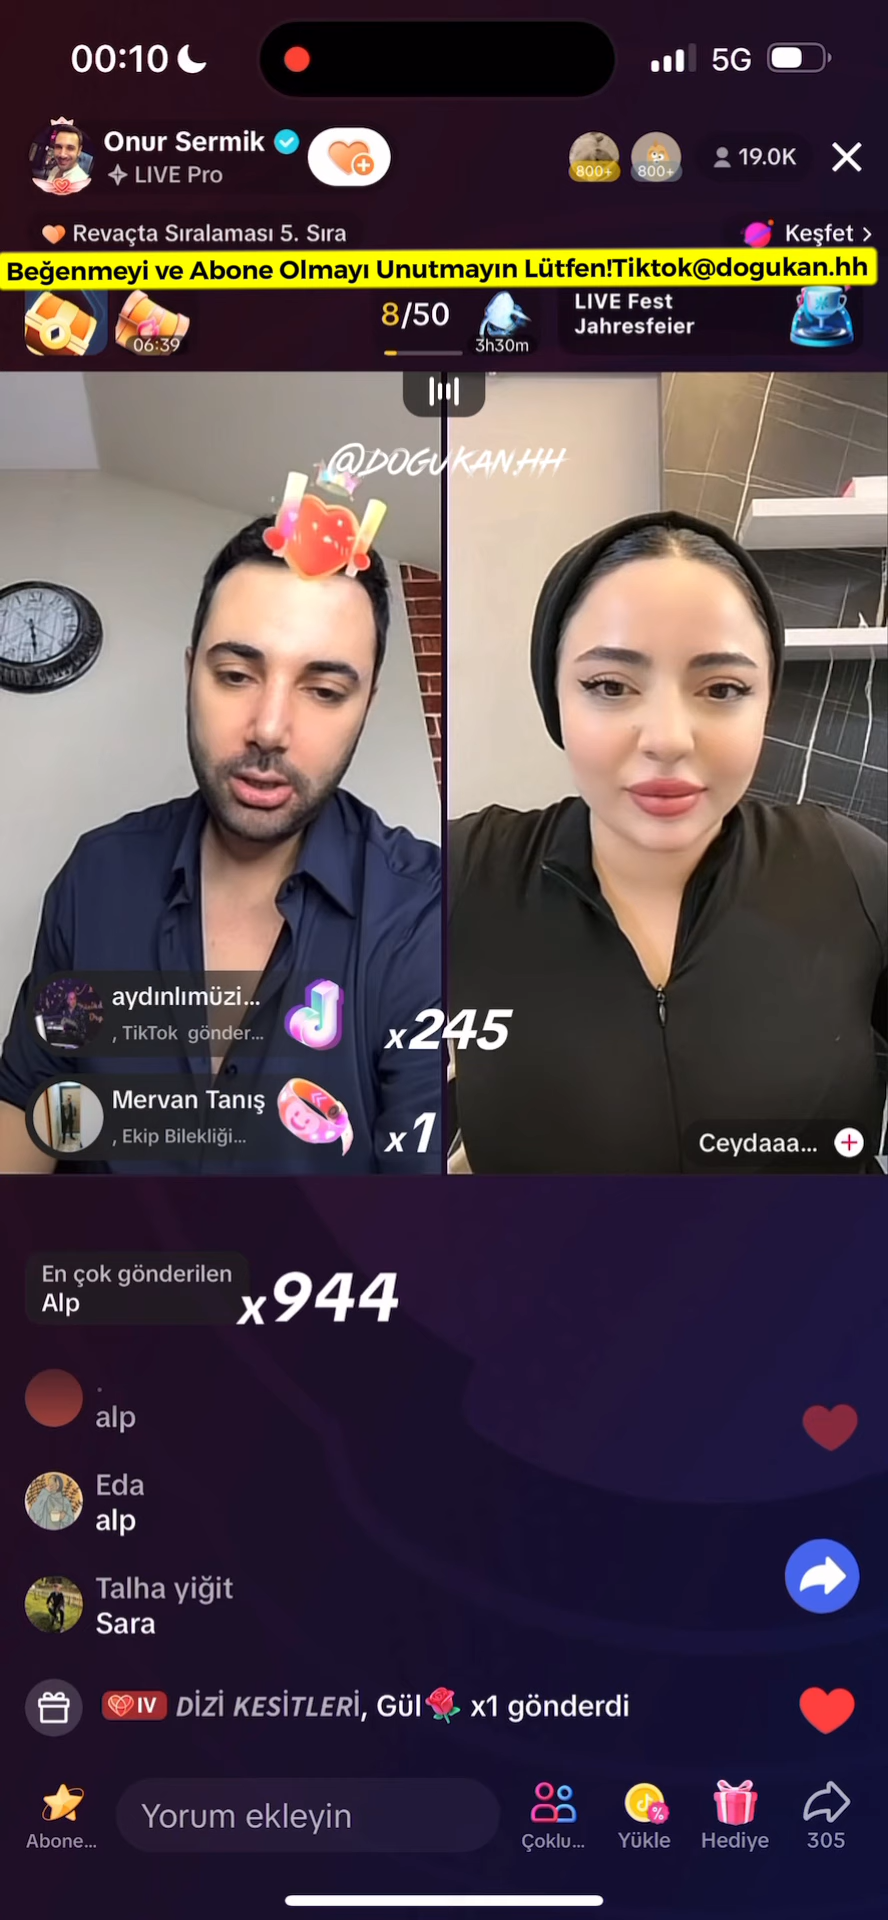 00:10
5G
Onur Sermik
LIVE Pro
800+
800+
19.0K
Revaçta Sıralaması 5. Sıra
Keşfet >
Beğenmeyi ve Abone Olmayı Unutmayın Lütfen!Tiktok@dogukan.hh
06:39
8/50
3h30m
LIVE Fest
Jahresfeier
@DOGUKAN.HH
aydınlımüzi...
, TikTok gönder...
x245
Mervan Tanış
, Ekip Bilekliği...
x1
Ceydaaa...
En çok gönderilen
Alp
x944
.
alp
Eda
alp
Talha yiğit
Sara
IV DİZİ KESİTLERİ, Gül🌹 x1 gönderdi
Abone...
Yorum ekleyin
Çoklu...
Yükle
Hediye
305